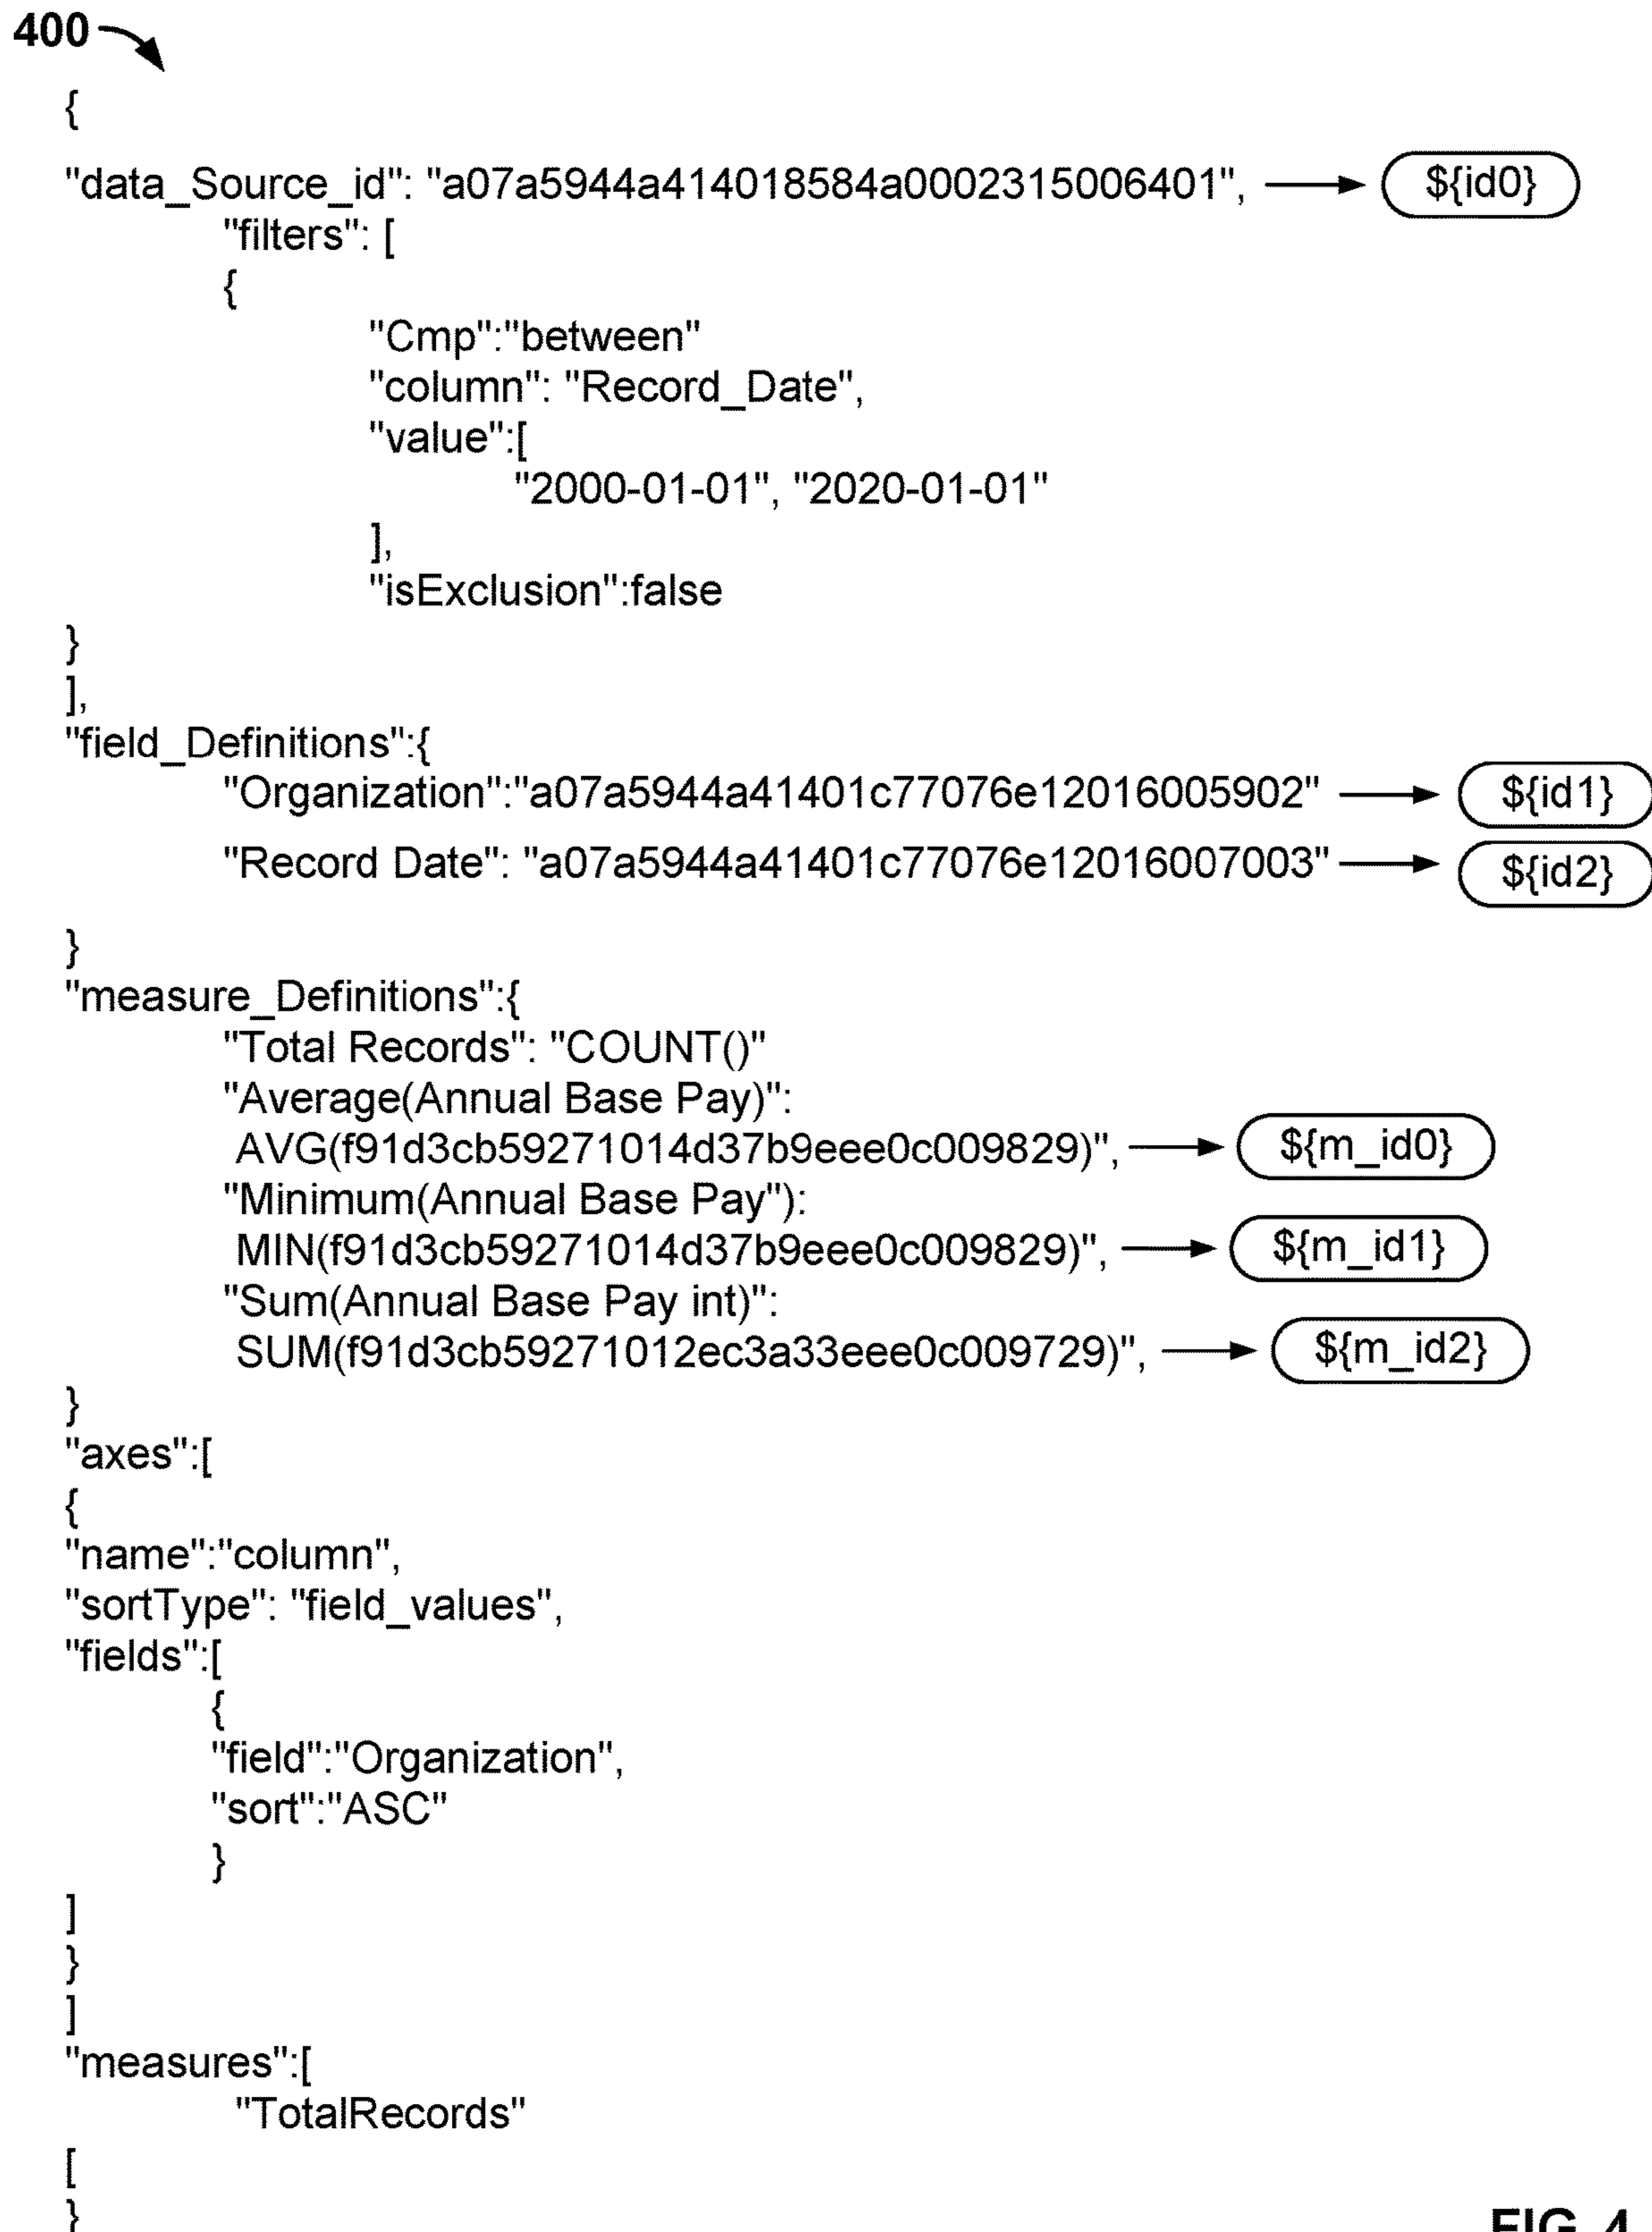 400
{
"data_Source_id": "a07a5944a414018584a0002315006401", ${id0}
"filters": [
{
"Cmp":"between"
"column": "Record_Date",
"value":[
"2000-01-01", "2020-01-01"
],
"isExclusion":false
}
],
"field_Definitions":{
"Organization":"a07a5944a41401c77076e12016005902" ${id1}
"Record Date": "a07a5944a41401c77076e12016007003" ${id2}
}
"measure_Definitions":{
"Total Records": "COUNT()"
"Average(Annual Base Pay)":
AVG(f91d3cb59271014d37b9eee0c009829)", ${m_id0}
"Minimum(Annual Base Pay"):
MIN(f91d3cb59271014d37b9eee0c009829)", ${m_id1}
"Sum(Annual Base Pay int)":
SUM(f91d3cb59271012ec3a33eee0c009729)", ${m_id2}
}
"axes":[
{
"name":"column",
"sortType": "field_values",
"fields":[
{
"field":"Organization",
"sort":"ASC"
}
]
}
]
"measures":[
"TotalRecords"
[
}
FIG. 4